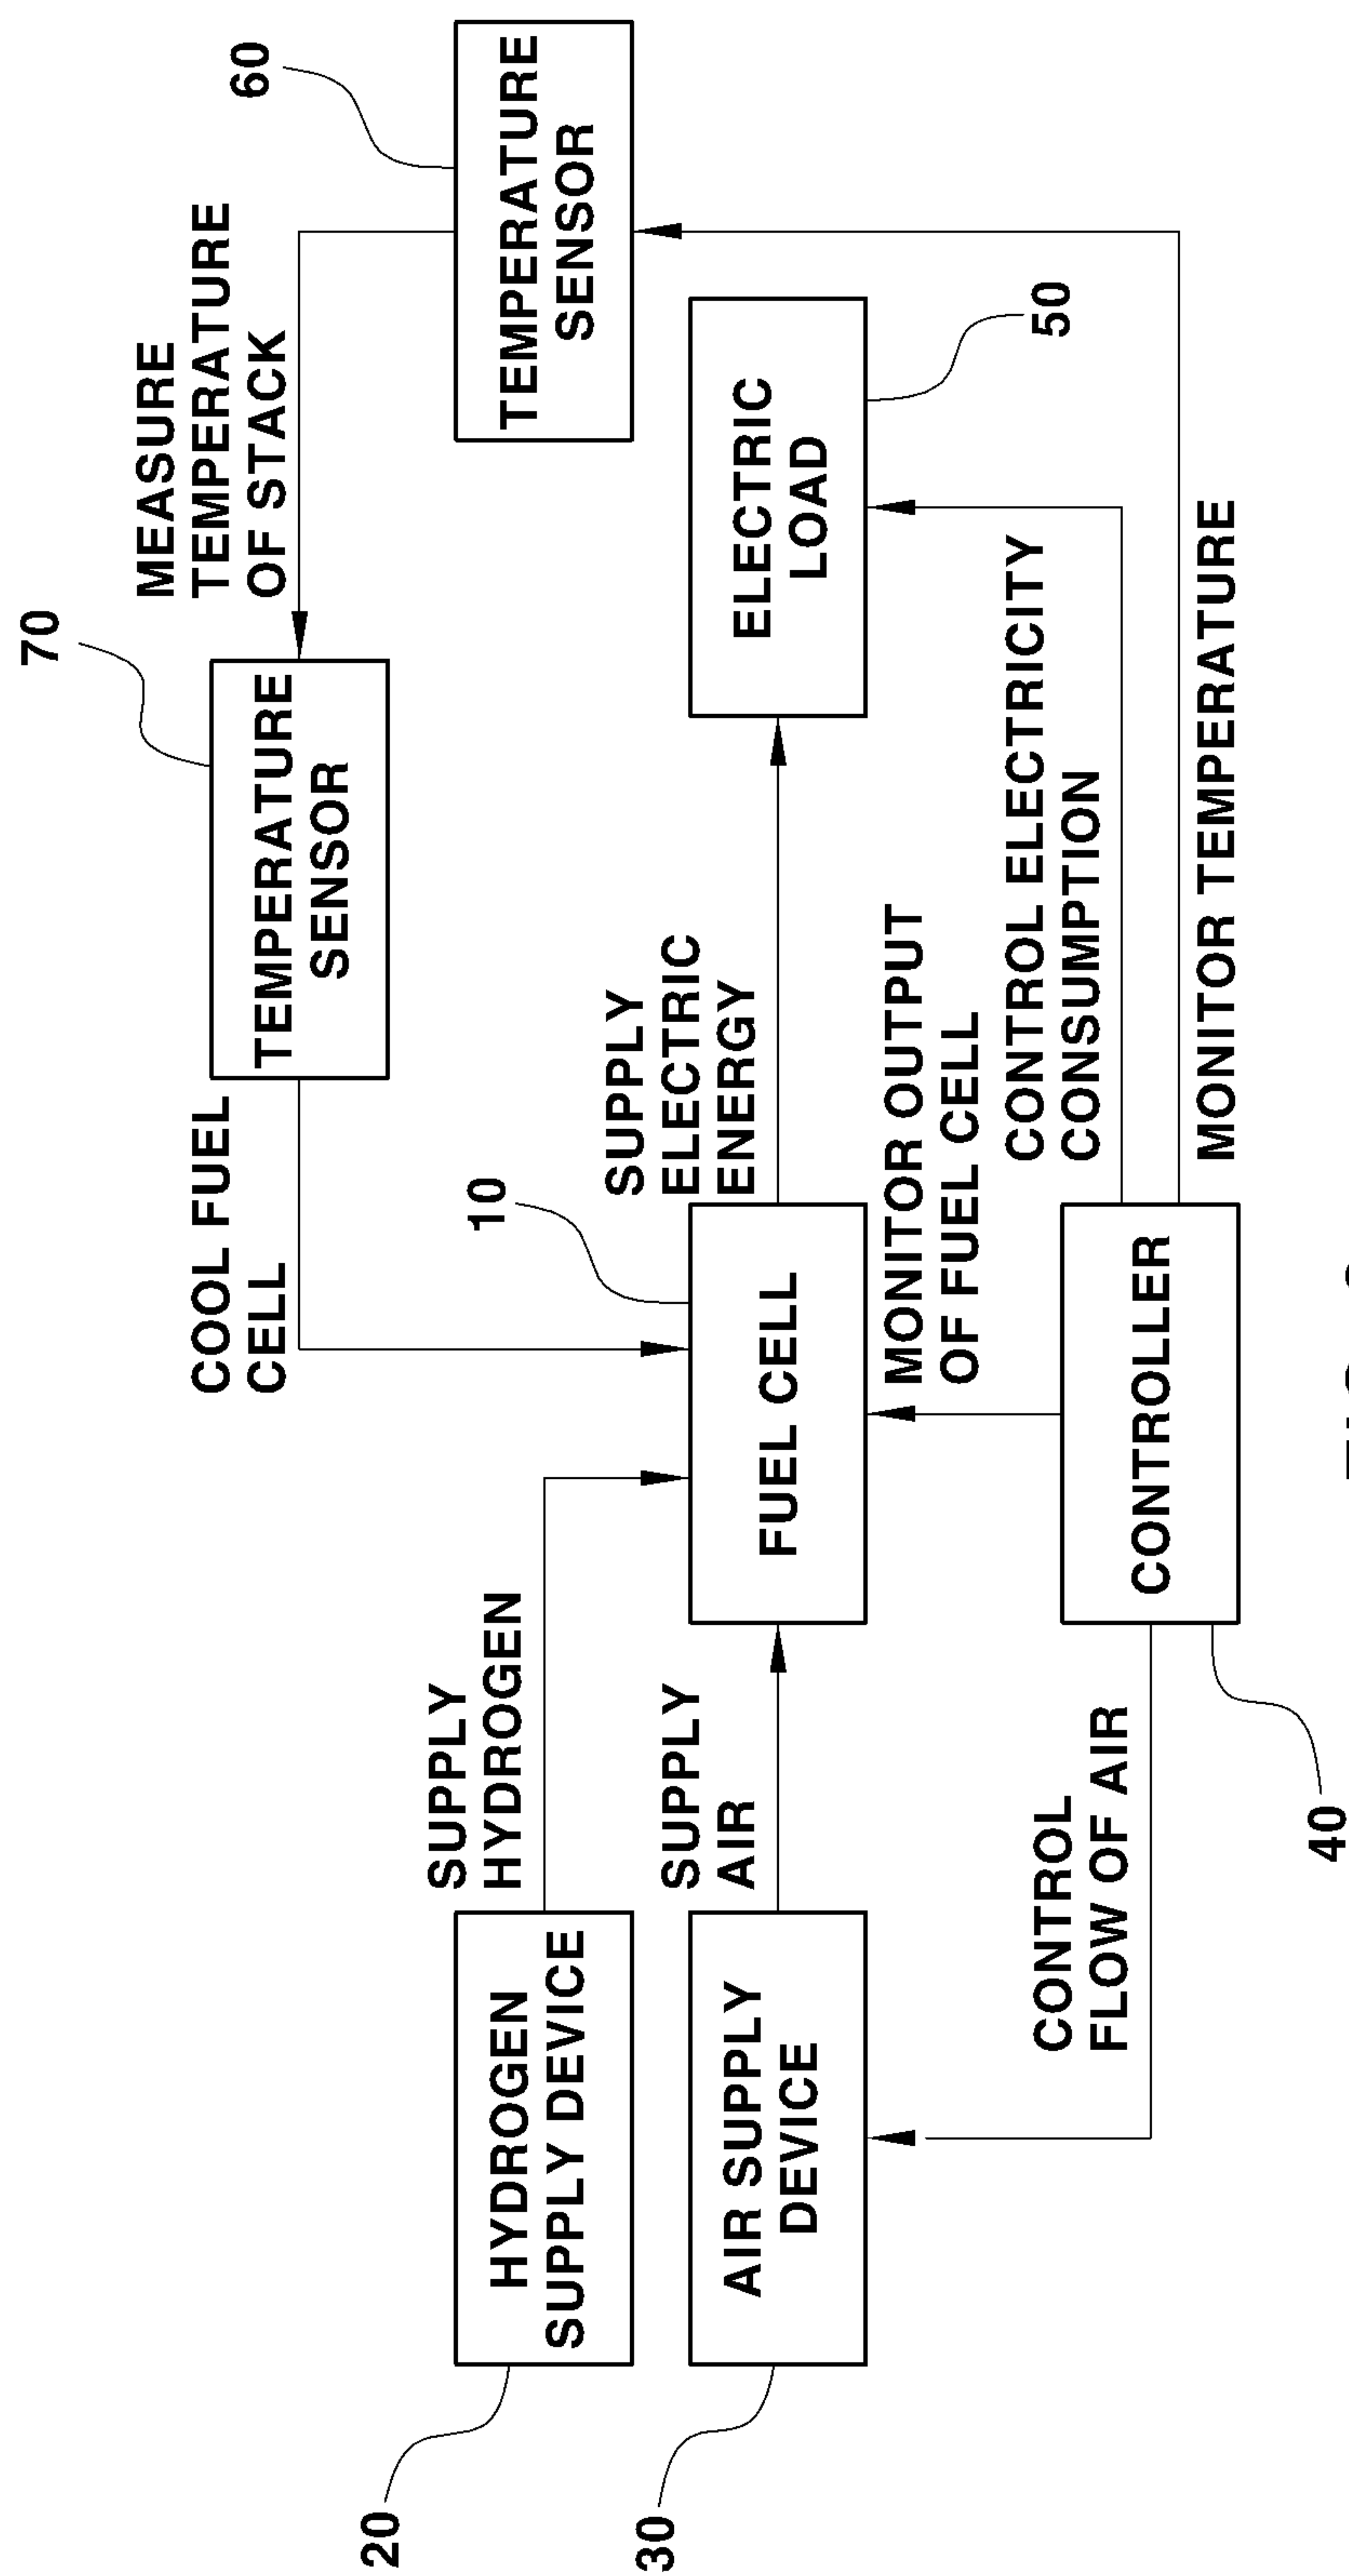 70
60
MEASURE
TEMPERATURE
OF STACK
COOL FUEL
CELL
TEMPERATURE
SENSOR
TEMPERATURE
SENSOR
10
SUPPLY
HYDROGEN
SUPPLY
ELECTRIC
ENERGY
20
HYDROGEN
SUPPLY DEVICE
SUPPLY
AIR
FUEL CELL
ELECTRIC
LOAD
30
AIR SUPPLY
DEVICE
MONITOR OUTPUT
OF FUEL CELL
50
CONTROL
FLOW OF AIR
CONTROL ELECTRICITY
CONSUMPTION
CONTROLLER
MONITOR TEMPERATURE
40